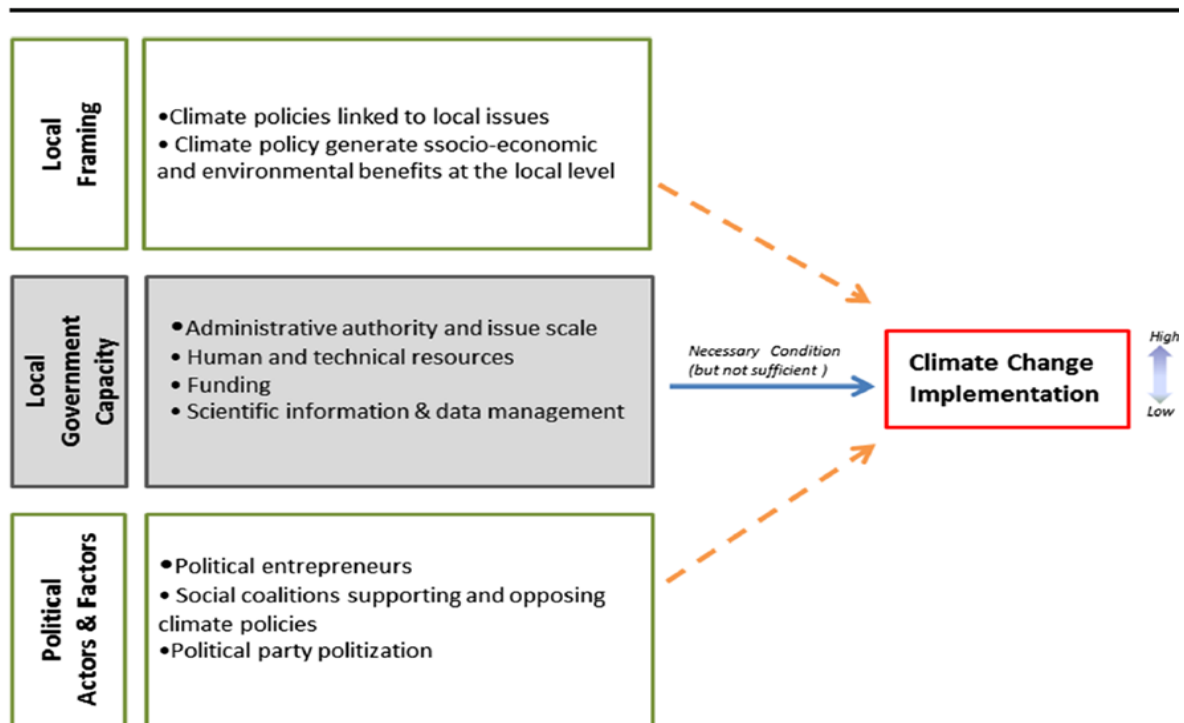 Local
Framing
•Climate policies linked to local issues
• Climate policy generate ssocio-economic
and environmental benefits at the local level
Local
Government
Capacity
•Administrative authority and issue scale
• Human and technical resources
• Funding
• Scientific information & data management
Necessary Condition
(but not sufficient )
Climate Change
Implementation
High
Low
Political
Actors & Factors
•Political entrepreneurs
• Social coalitions supporting and opposing
climate policies
•Political party politization